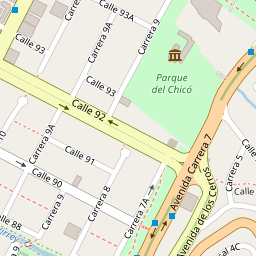 Calle 93A
Carrera 9
Calle 93
Carrera 9A
Parque
del Chicó
Calle 93
Calle 92
Avenida Carrera 7
Carrera 9A
Calle 91
Carrera 5
Calle 90
Carrera 8
Carrera 9
Carrera 7A
Avenida de los Cerros
Calle
Calle 88
4C